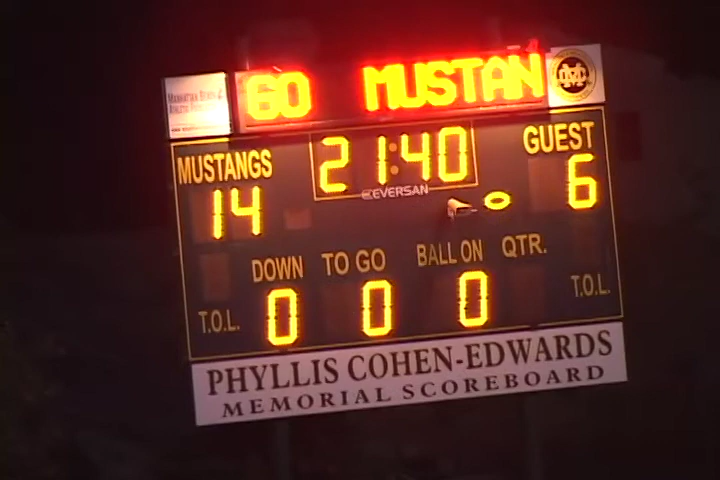 GO MUSTAN
MC
MUSTANGS 21:40 GUEST
EVERSAN
14 6
DOWN TO GO BALL ON QTR.
T.O.L. 0 0 0 T.O.L.
PHYLLIS COHEN-EDWARDS
MEMORIAL SCOREBOARD